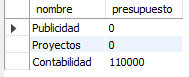 nombre presupuesto
Publicidad 0
Proyectos 0
Contabilidad 110000